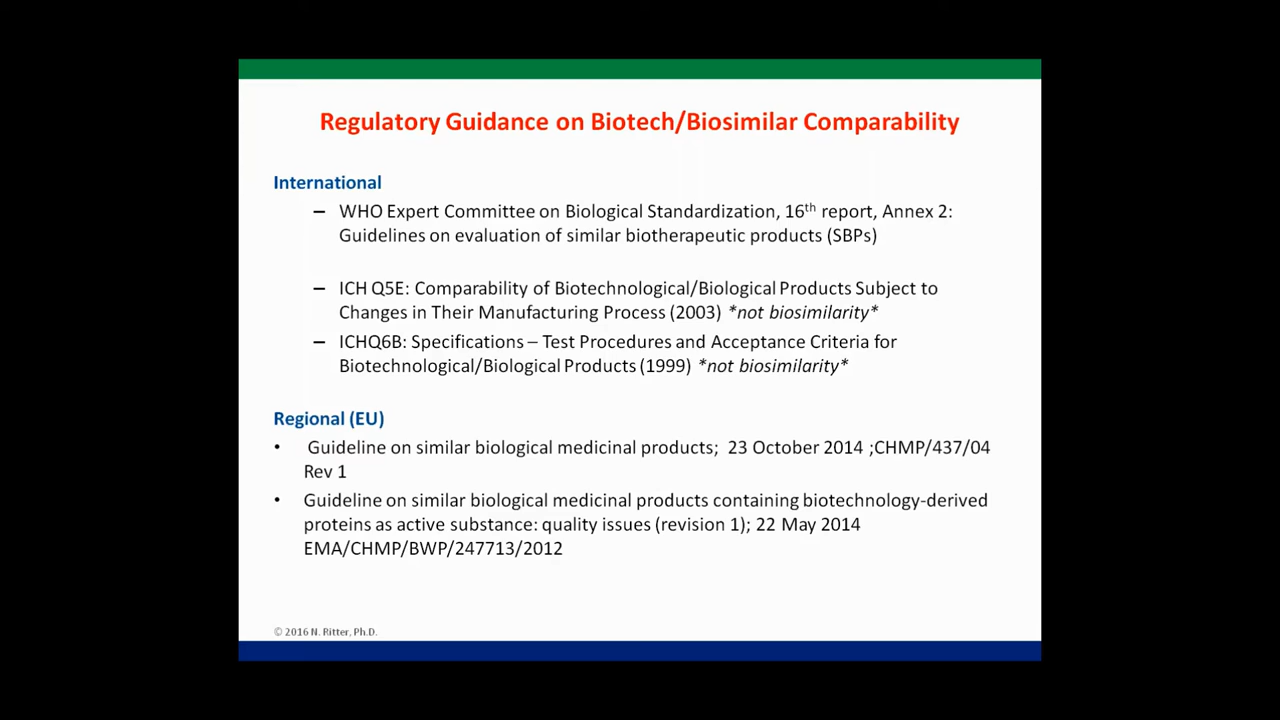 Regulatory Guidance on Biotech/Biosimilar Comparability
International
– WHO Expert Committee on Biological Standardization, 16th report, Annex 2:
Guidelines on evaluation of similar biotherapeutic products (SBPs)
– ICH Q5E: Comparability of Biotechnological/Biological Products Subject to
Changes in Their Manufacturing Process (2003) *not biosimilarity*
– ICHQ6B: Specifications – Test Procedures and Acceptance Criteria for
Biotechnological/Biological Products (1999) *not biosimilarity*
Regional (EU)
• Guideline on similar biological medicinal products; 23 October 2014 ;CHMP/437/04
Rev 1
• Guideline on similar biological medicinal products containing biotechnology-derived
proteins as active substance: quality issues (revision 1); 22 May 2014
EMA/CHMP/BWP/247713/2012
© 2016 N. Ritter, Ph.D.